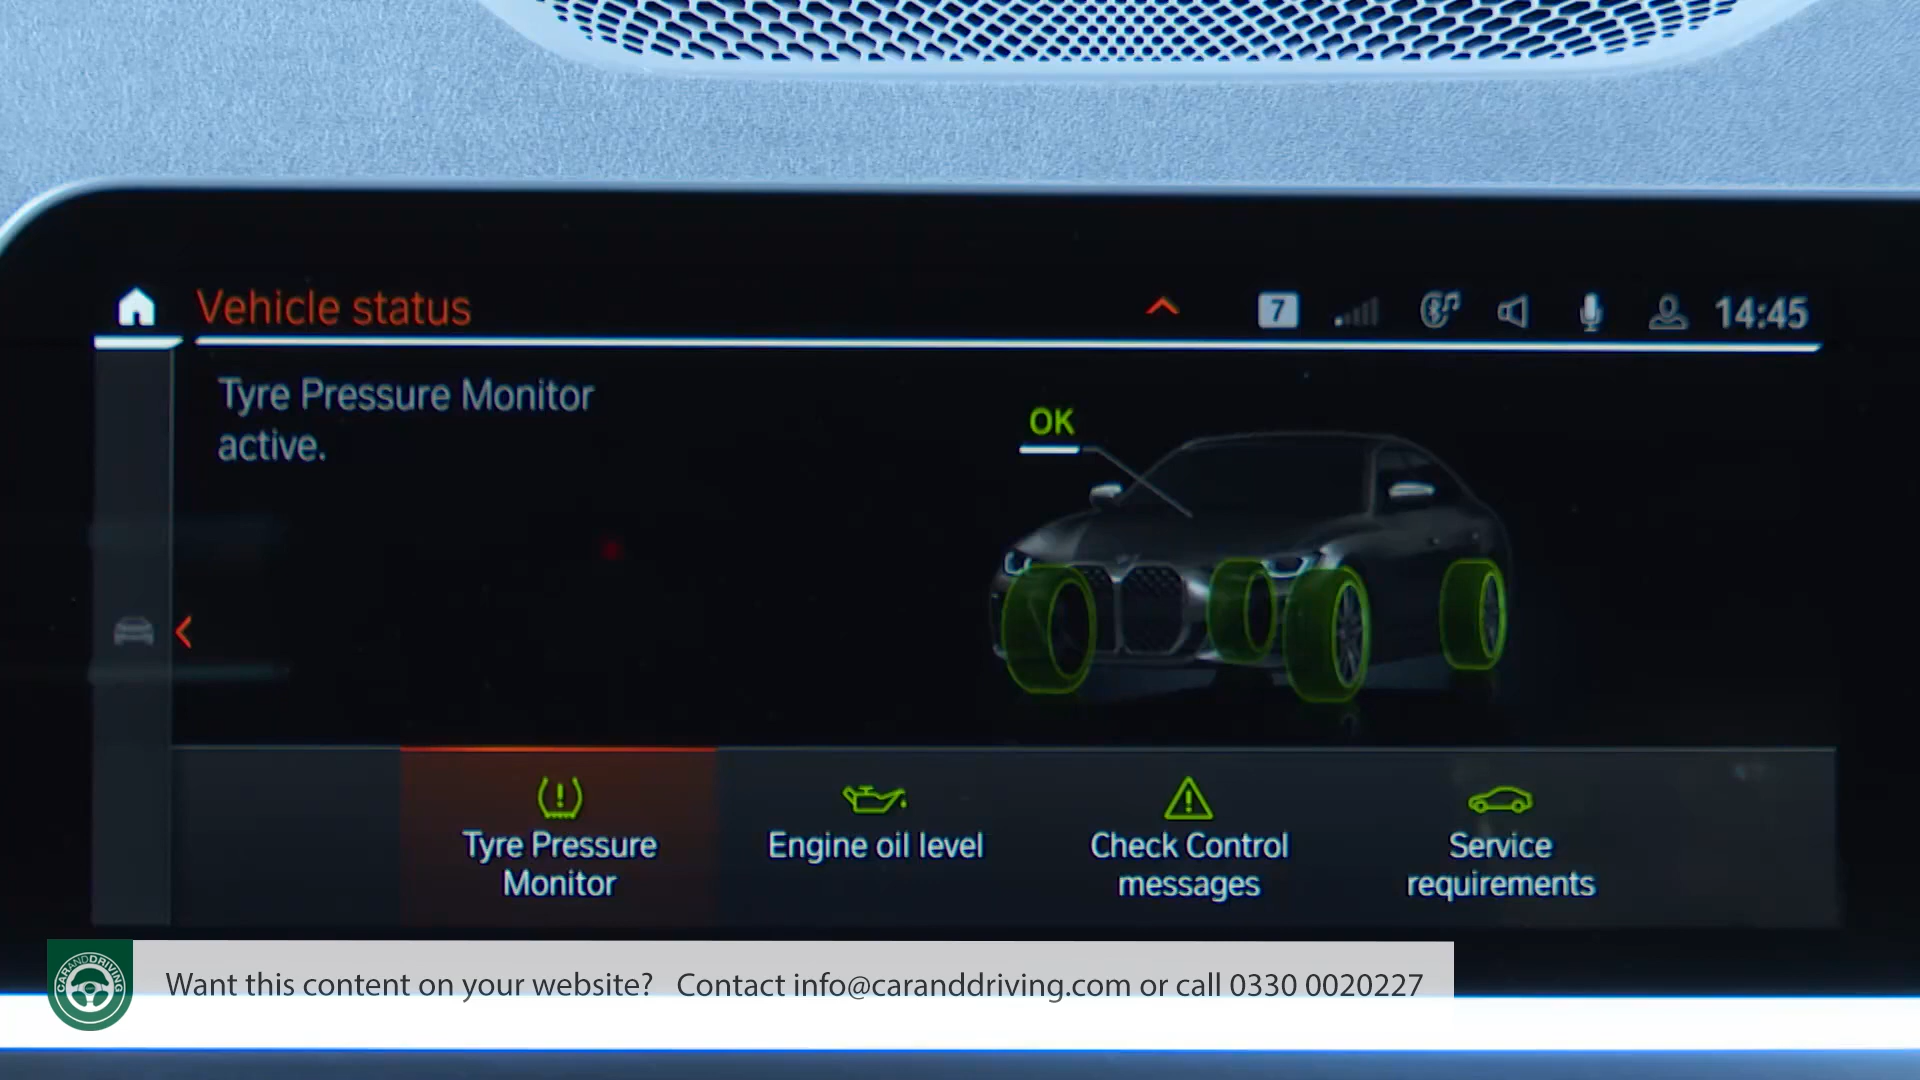 Vehicle status
7
14:45
Tyre Pressure Monitor
active.
OK
Tyre Pressure
Monitor
Engine oil level
Check Control
messages
Service
requirements
CARANDDRIVING
Want this content on your website? Contact info@caranddriving.com or call 0330 0020227